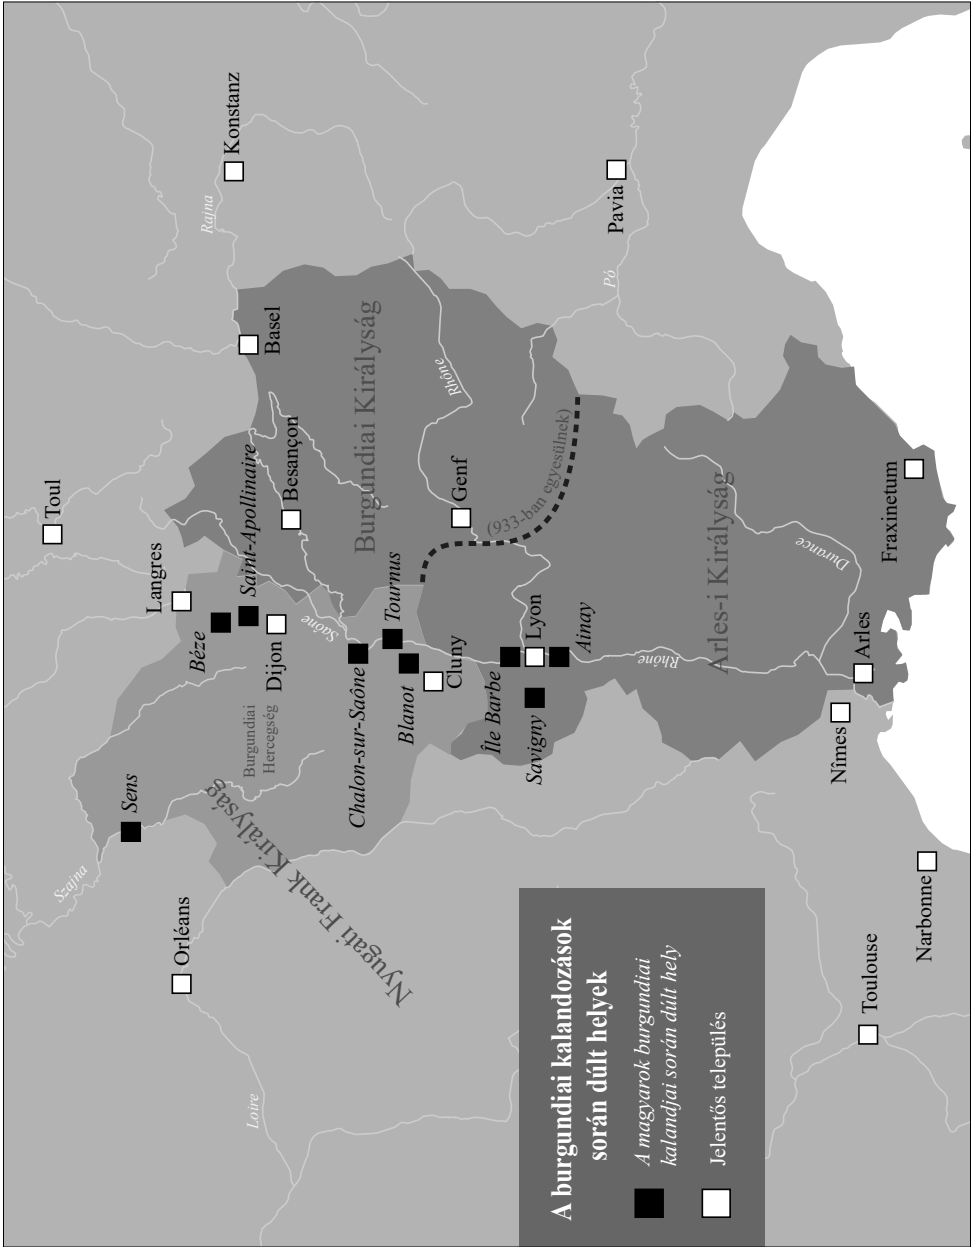 Szajna
Sens
Toul
Langres
Orléans
Béze
Saint-Apollinaire
Dijon
Burgundiai
Hercegség
Nyugati Frank Királyság
Loire
Rajna
Konstanz
Basel
Besançon
Saône
Burgundiai Királyság
Chalon-sur-Saône
Tournus
Blanot
Cluny
Genf
Rhône
(933-ban egyesülnek)
Île Barbe
Lyon
Ainay
Savigny
Pavia
Pó
Rhône
Arles-i Királyság
Durance
Fraxinetum
Arles
Nîmes
Narbonne
Toulouse
A burgundiai kalandozások
során dúlt helyek
A magyarok burgundiai
kalandjai során dúlt hely
Jelentős település